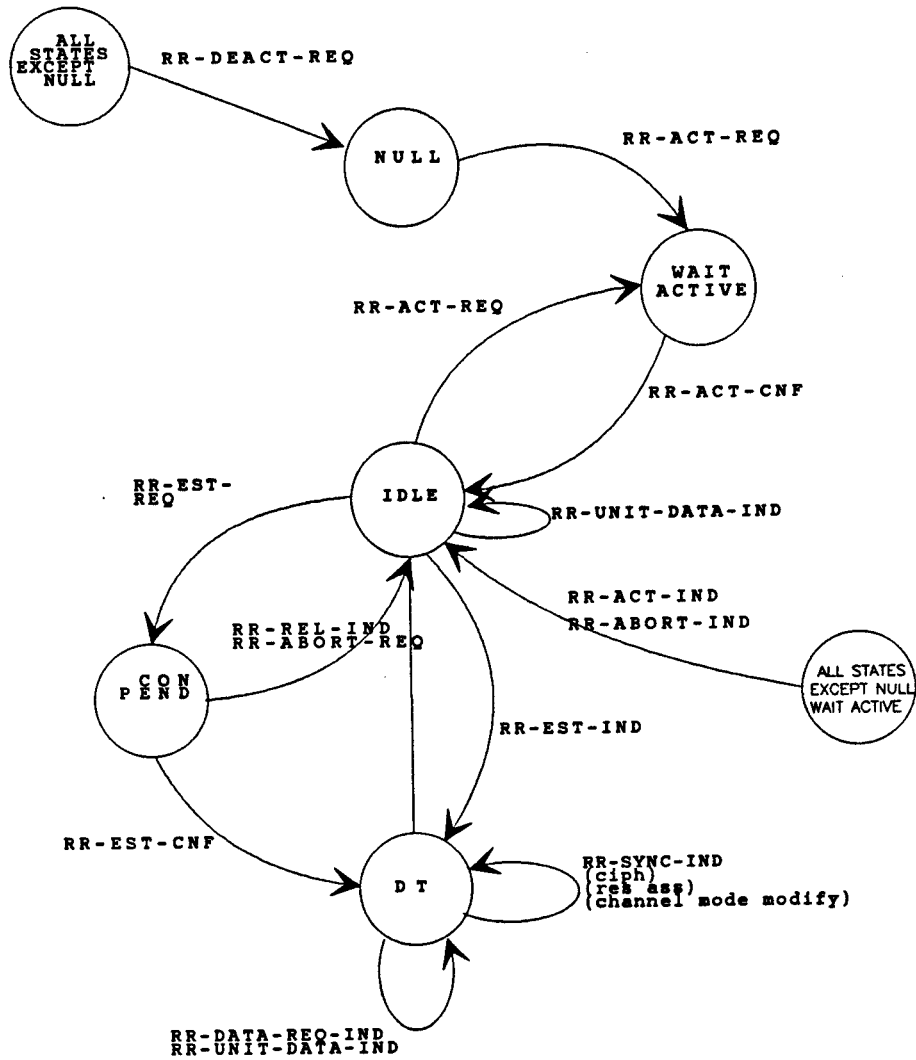 ALL
STATES
EXCEPT
NULL
RR-DEACT-REQ
NULL
RR-ACT-REQ
WAIT
ACTIVE
RR-ACT-REQ
RR-ACT-CNF
RR-EST-
REQ
IDLE
RR-UNIT-DATA-IND
RR-ACT-IND
RR-ABORT-IND
RR-REL-IND
RR-ABORT-REQ
CON
PEND
ALL STATES
EXCEPT NULL
WAIT ACTIVE
RR-EST-IND
RR-EST-CNF
DT
RR-SYNC-IND
(ciph)
(res ass)
(channel mode modify)
RR-DATA-REQ-IND
RR-UNIT-DATA-IND